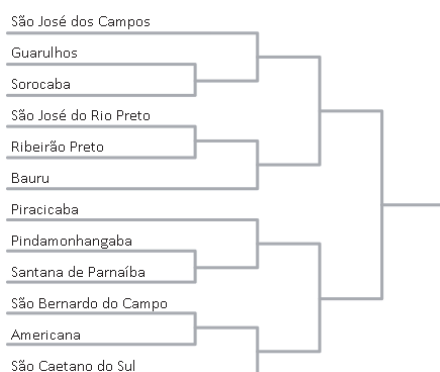 São José dos Campos
Guarulhos
Sorocaba
São José do Rio Preto
Ribeirão Preto
Bauru
Piracicaba
Pindamonhangaba
Santana de Parnaíba
São Bernardo do Campo
Americana
São Caetano do Sul